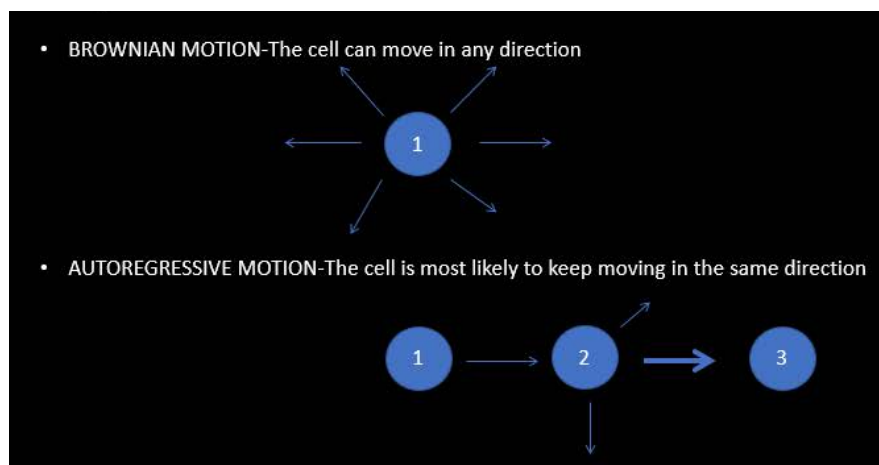 • BROWNIAN MOTION-The cell can move in any direction
1
• AUTOREGRESSIVE MOTION-The cell is most likely to keep moving in the same direction
1 2 3